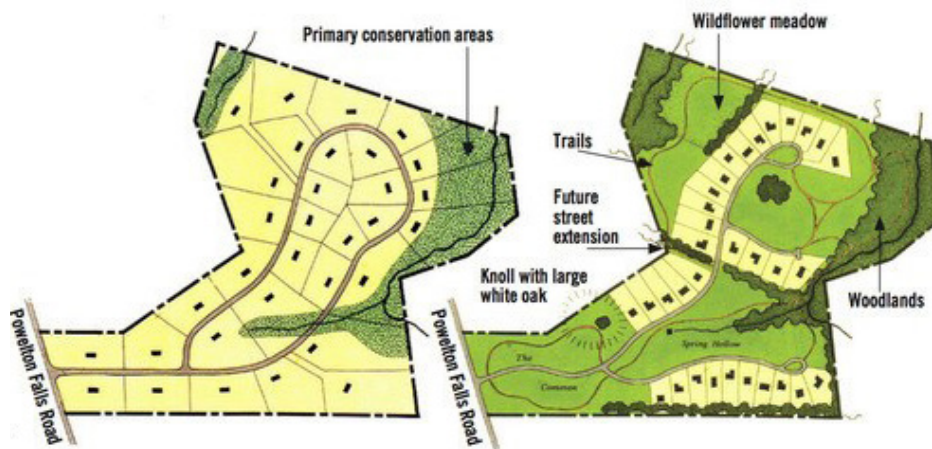 Primary conservation areas
Powelton Falls Road
Wildflower meadow
Trails
Future
street
extension
Knoll with large
white oak
Woodlands
The
Common
Spring Hollow
Powelton Falls Road